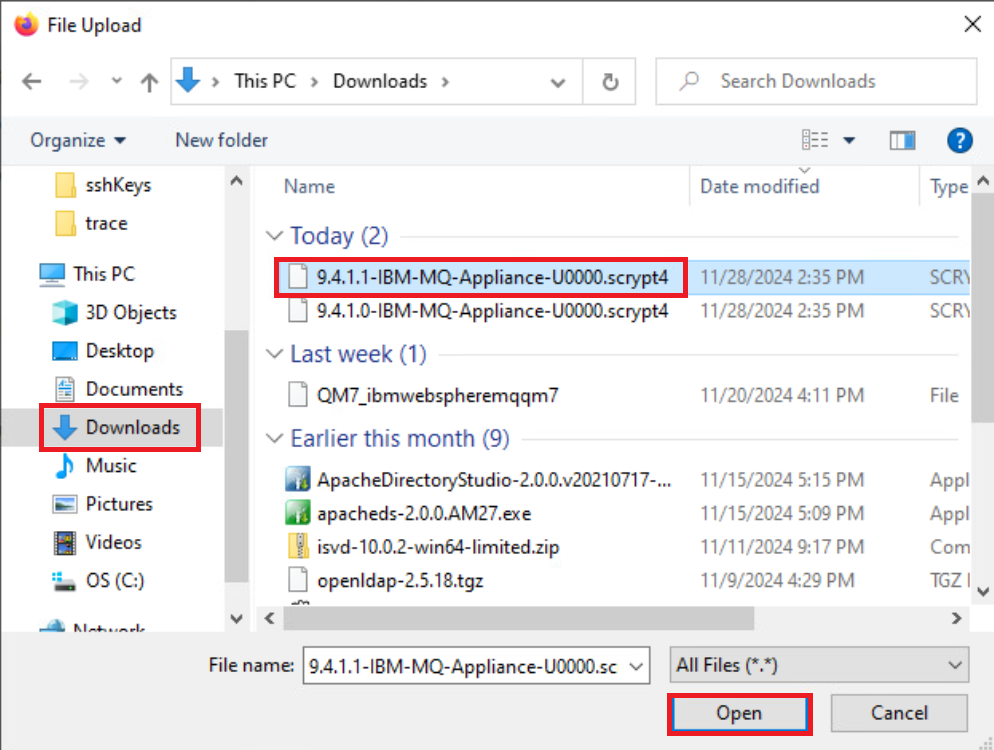 File Upload
This PC > Downloads >
Search Downloads
Organize
New folder
sshKeys
trace
This PC
3D Objects
Desktop
Documents
Downloads
Music
Pictures
Videos
OS (C:)
Network
Name Date modified Type
Today (2)
9.4.1.1-IBM-MQ-Appliance-U0000.scrypt4 11/28/2024 2:35 PM SCRY
9.4.1.0-IBM-MQ-Appliance-U0000.scrypt4 11/28/2024 2:35 PM SCRY
Last week (1)
QM7_ibmwebspheremqqm7 11/20/2024 4:11 PM File
Earlier this month (9)
ApacheDirectoryStudio-2.0.0.v20210717-... 11/15/2024 5:15 PM Appl
apacheds-2.0.0.AM27.exe 11/15/2024 5:09 PM Appl
isvd-10.0.2-win64-limited.zip 11/11/2024 9:17 PM Com
openldap-2.5.18.tgz 11/9/2024 4:29 PM TGZ
File name: 9.4.1.1-IBM-MQ-Appliance-U0000.sc
All Files (*.*)
Open
Cancel